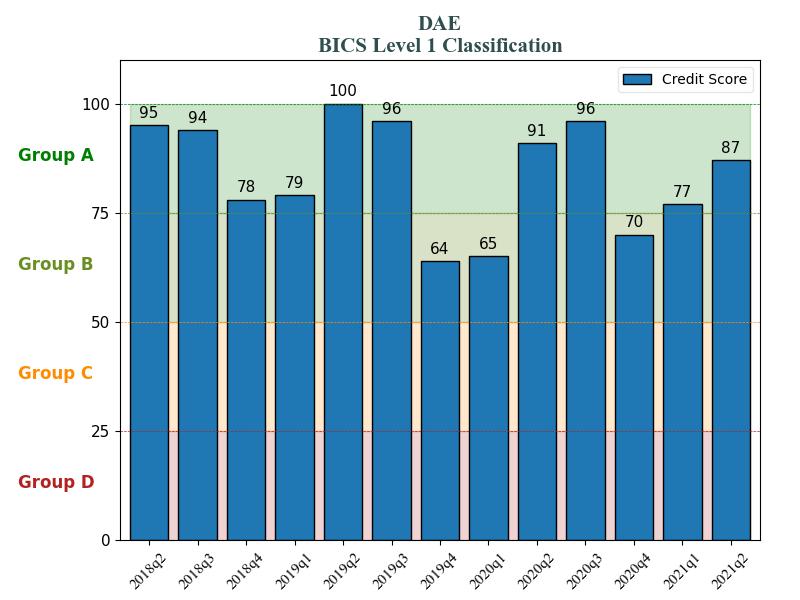 DAE
BICS Level 1 Classification
Credit Score
100
75
50
25
0
Group A
Group B
Group C
Group D
95
94
78
79
100
96
64
65
91
96
70
77
87
2018q2
2018q3
2018q4
2019q1
2019q2
2019q3
2019q4
2020q1
2020q2
2020q3
2020q4
2021q1
2021q2